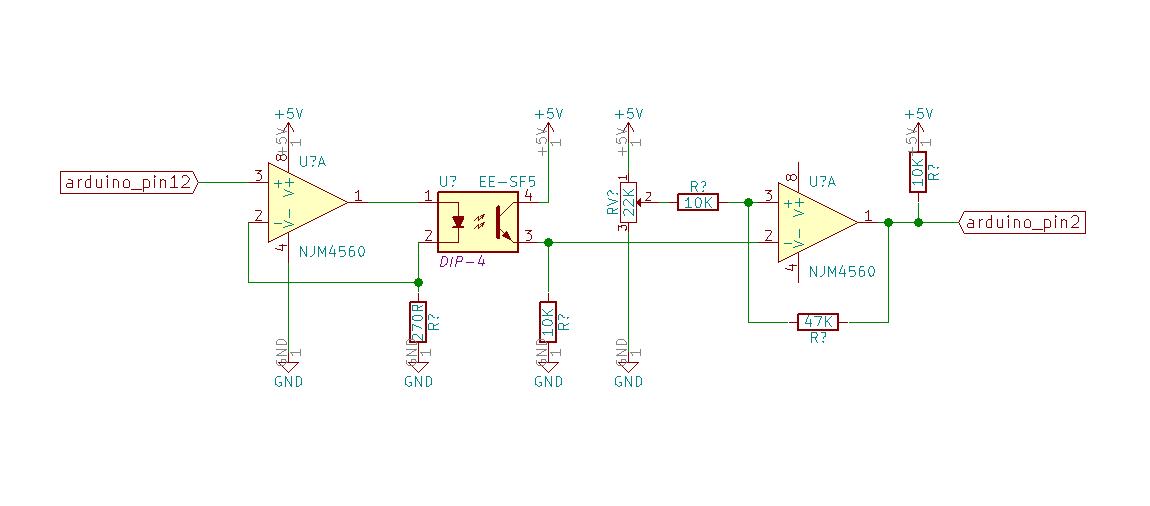 +5V
+5V
1
8
U?A
arduino_pin12
3
+
V+
1
2
-
V-
4
NJM4560
GND
1
GND
U?
EE-SF5
1
2
4
3
DIP-4
270R
R?
GND
1
GND
+5V
+5V
1
10K
R?
GND
1
GND
+5V
+5V
1
1
RV?
22K
2
3
GND
1
GND
R?
10K
8
U?A
3
+
V+
1
2
-
V-
4
NJM4560
47K
R?
+5V
+5V
1
10K
R?
arduino_pin2